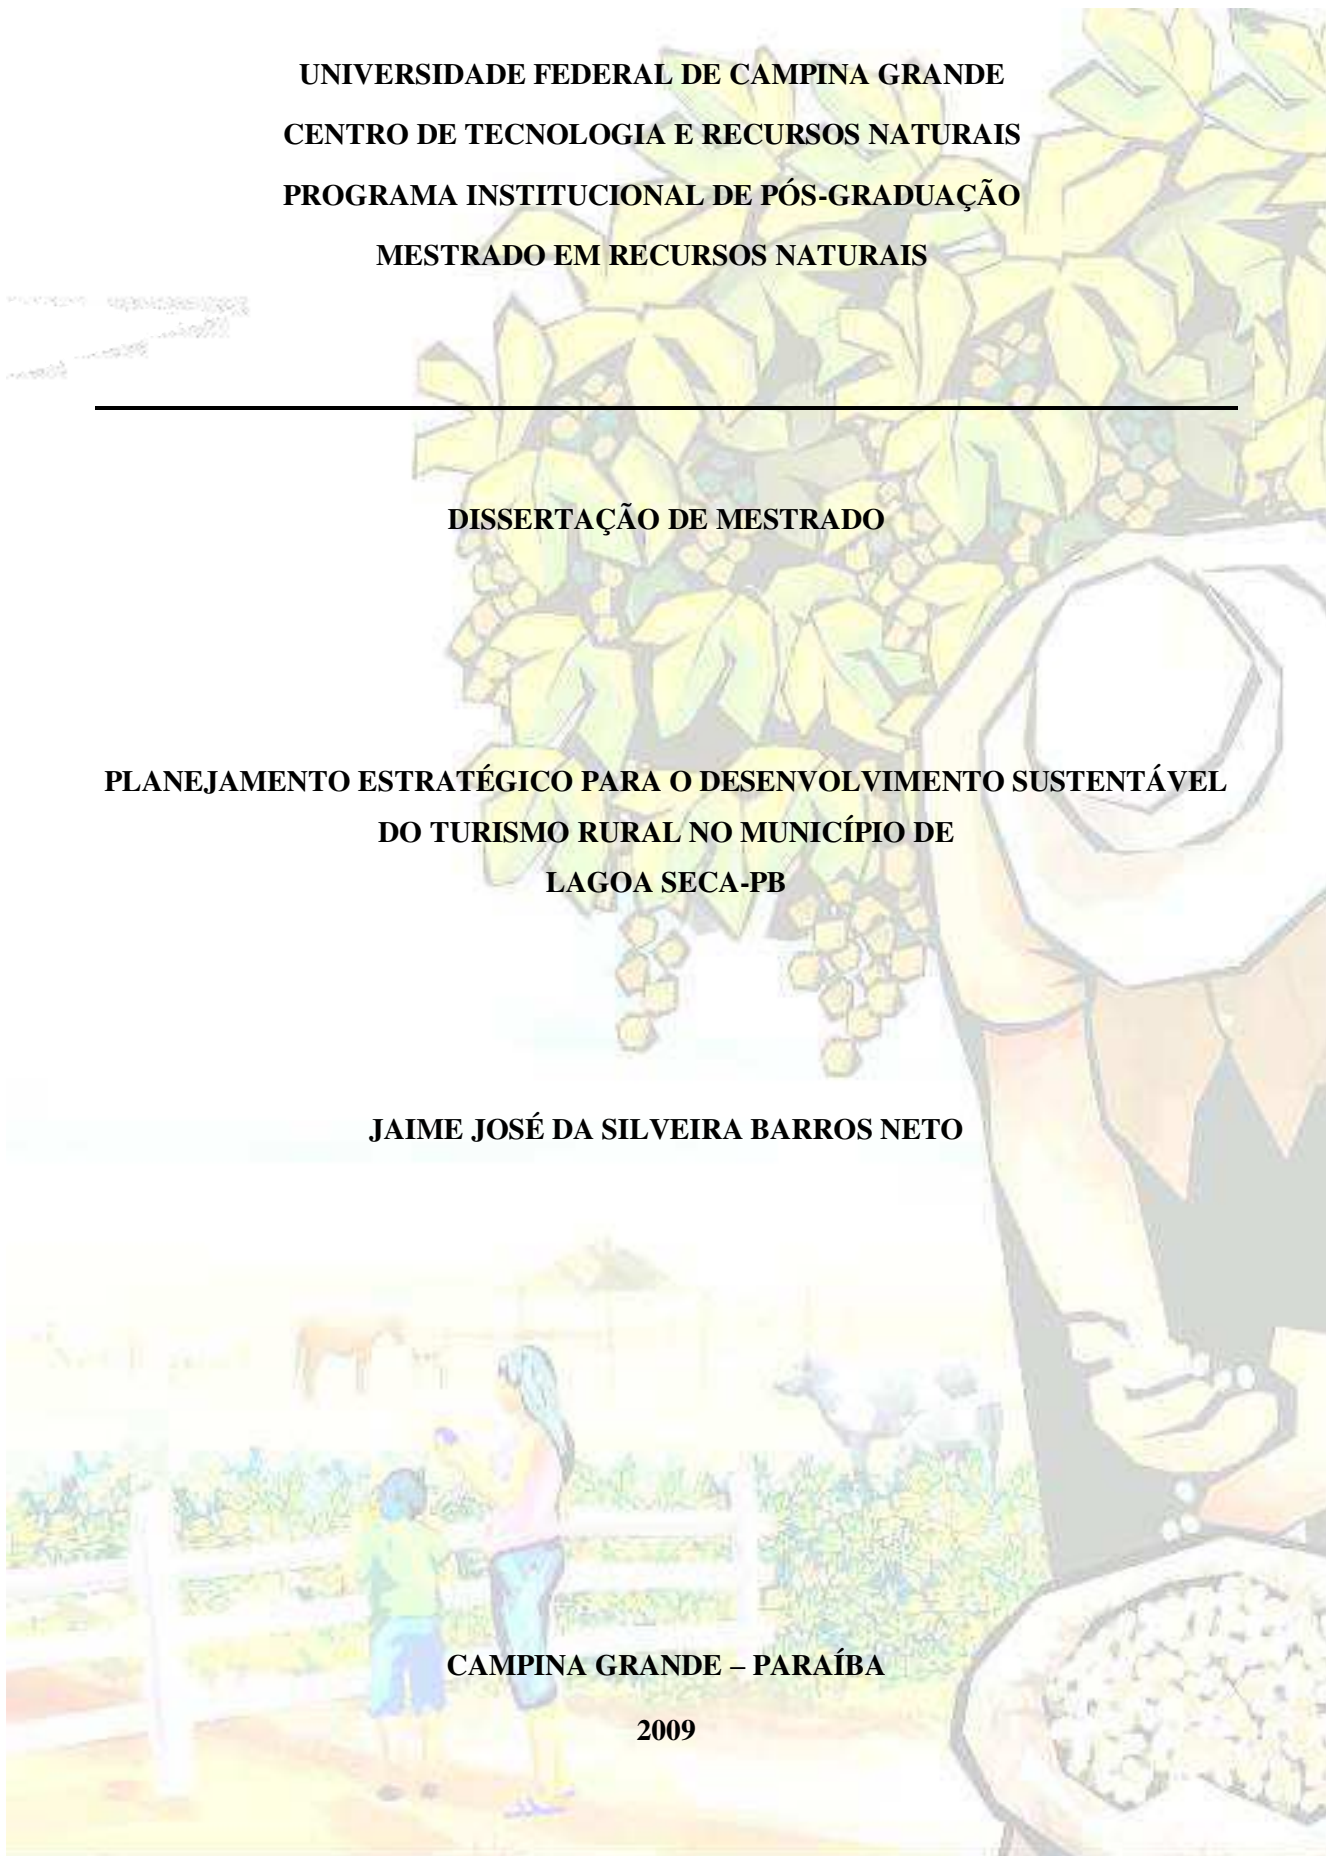 UNIVERSIDADE FEDERAL DE CAMPINA GRANDE
CENTRO DE TECNOLOGIA E RECURSOS NATURAIS
PROGRAMA INSTITUCIONAL DE PÓS-GRADUAÇÃO
MESTRADO EM RECURSOS NATURAIS
DISSERTAÇÃO DE MESTRADO
PLANEJAMENTO ESTRATÉGICO PARA O DESENVOLVIMENTO SUSTENTÁVEL
DO TURISMO RURAL NO MUNICÍPIO DE
LAGOA SECA-PB
JAIME JOSÉ DA SILVEIRA BARROS NETO
CAMPINA GRANDE – PARAÍBA
2009